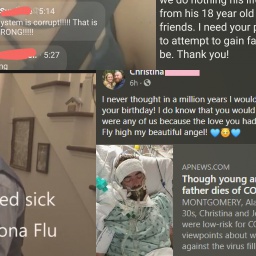 5:14
ystem is corrupt!!!!! That is
RONG!!!!!
5:27
ng
we do nothing his li
from his 18 year old
friends. I need your p
to attempt to gain fa
be. Thank you!
Christina
6h
I never thought in a million years I would
your birthday! I do know that you would
were any of us because the love you had
Fly high my beautiful angel! 💙😇💙
ed sick
ona Flu
APNEWS.COM
Though young an
father dies of CO
MONTGOMERY, Ala
30s, Christina and Je
were low-risk for CO
viewpoints about w
against the virus fill